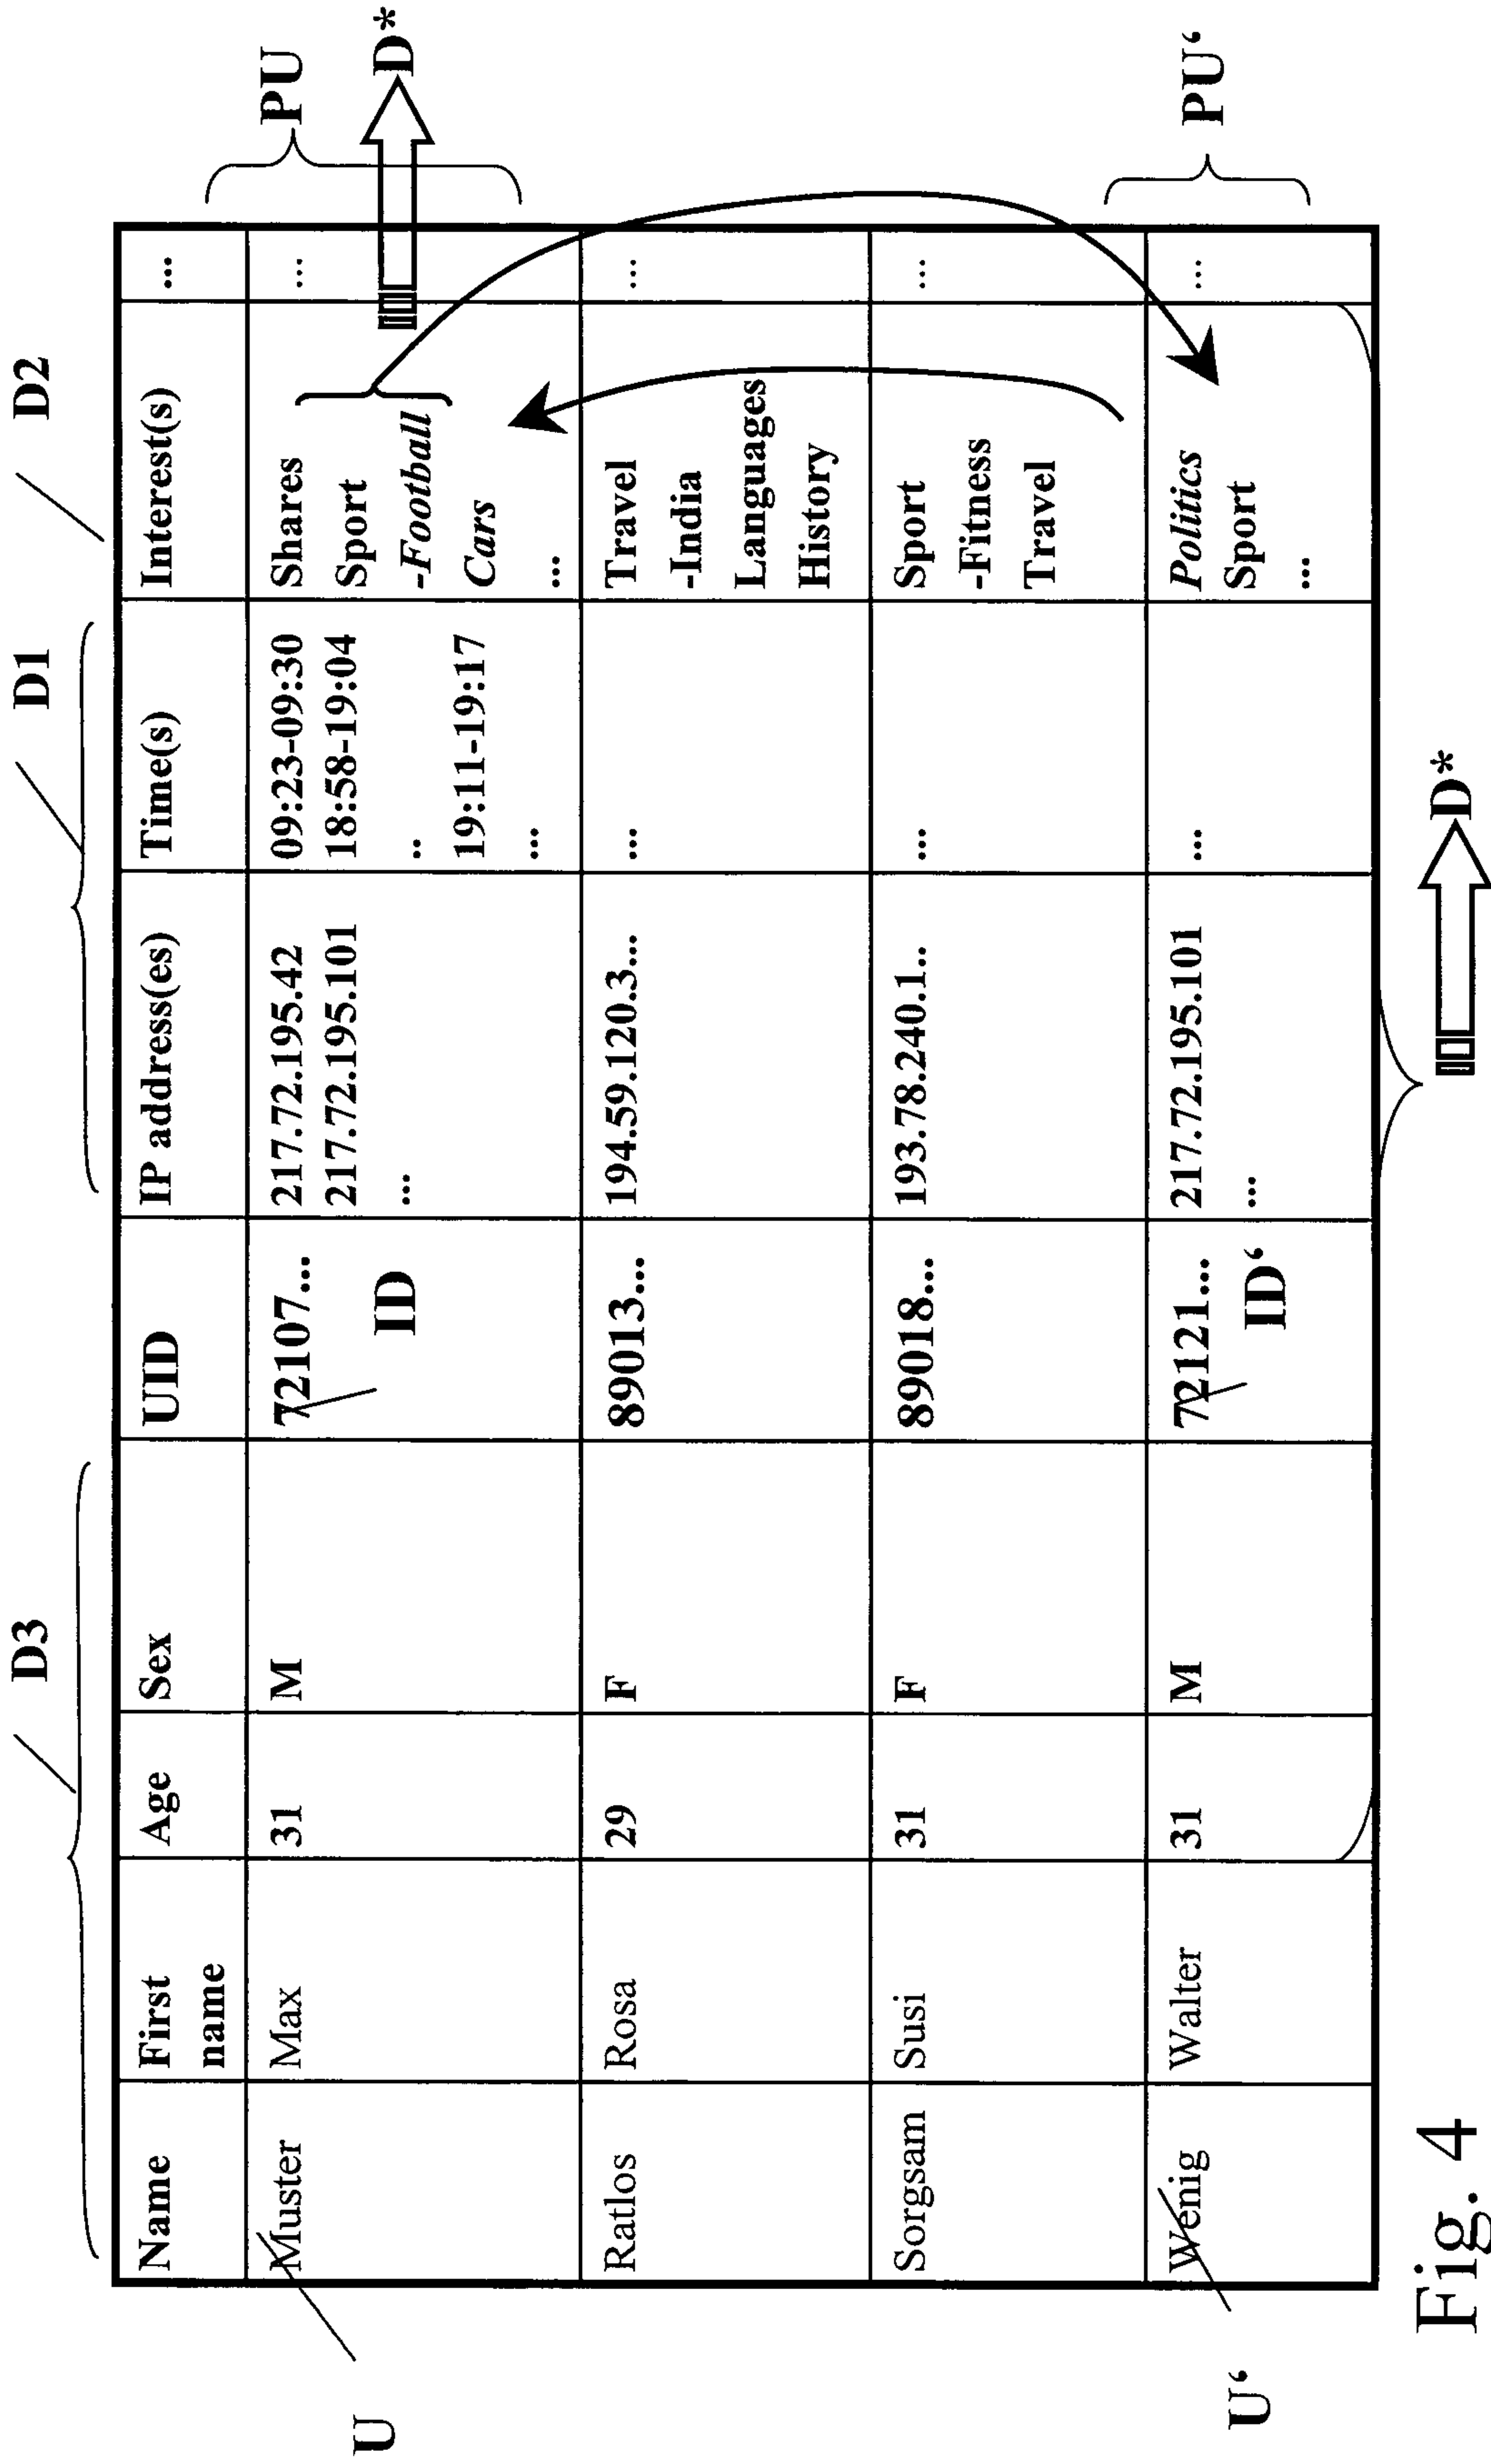 D3
D1
D2
Name
First
name
Age
Sex
UID
IP address(es)
Time(s)
Interest(s)
...
Muster
Max
31
M
72107...
ID
217.72.195.42
217.72.195.101
...
09:23-09:30
18:58-19:04
..
19:11-19:17
...
Shares
Sport
-Football
Cars
...
...
PU
D*
U
Ratlos
Rosa
29
F
89013...
194.59.120.3...
...
Travel
-India
Languages
History
...
Sorgsam
Susi
31
F
89018...
193.78.240.1..
...
Sport
-Fitness
Travel
...
Wenig
Walter
31
M
72121...
ID‘
217.72.195.101
...
...
Politics
Sport
...
...
PU‘
U‘
D*
Fig. 4